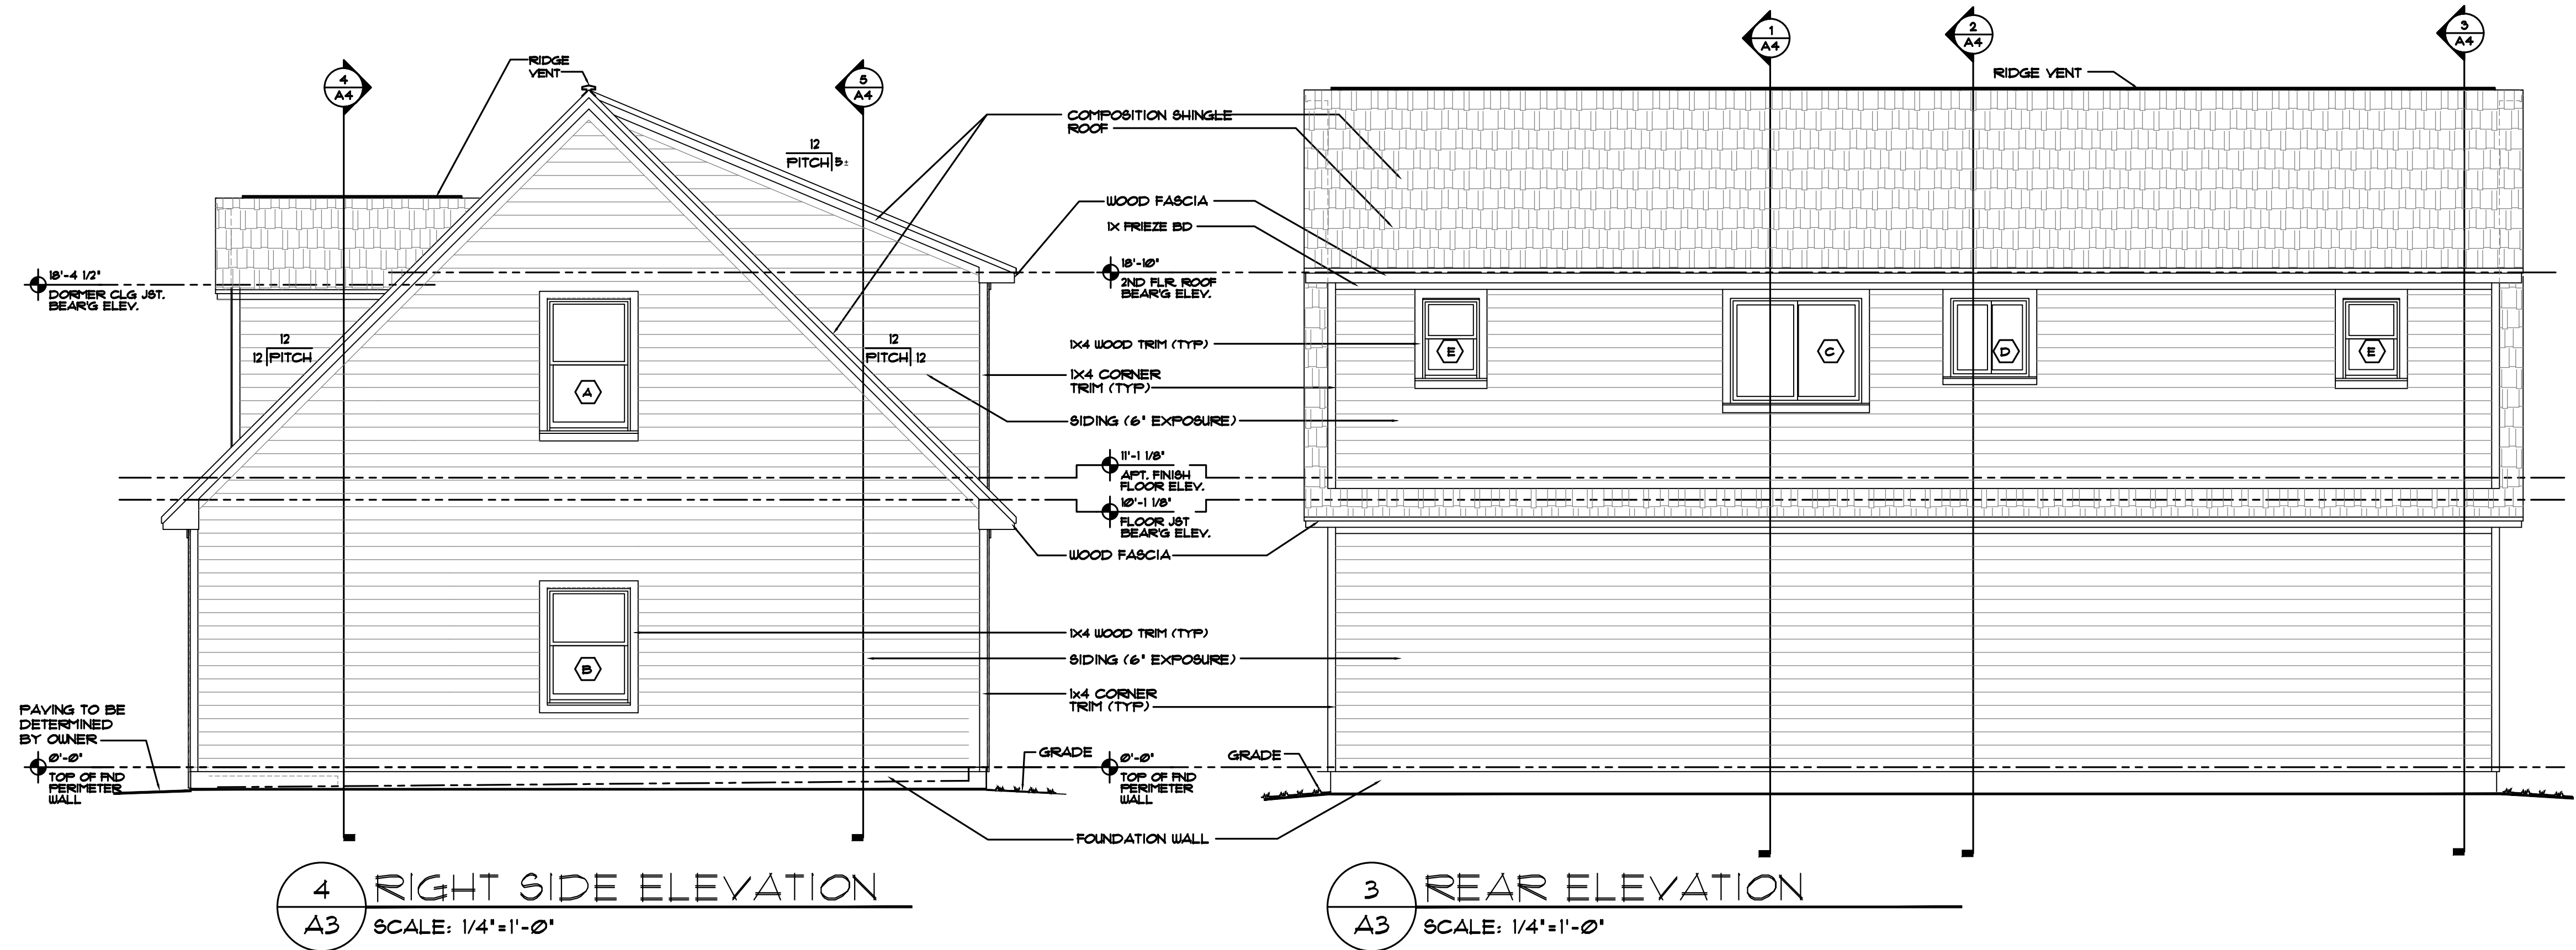 1
A4
2
A4
3
A4
4
A4
5
A4
RIDGE
VENT
RIDGE VENT
COMPOSITION SHINGLE
ROOF
12
PITCH 5±
WOOD FASCIA
1X FRIEZE BD
18'-4 1/2"
DORMER CLG JST.
BEAR'G ELEV.
18'-10"
2ND FLR. ROOF
BEAR'G ELEV.
12
12 PITCH
12
PITCH 12
1X4 WOOD TRIM (TYP)
E
C
D
E
1X4 CORNER
TRIM (TYP)
A
SIDING (6" EXPOSURE)
11'-1 1/8"
APT. FINISH
FLOOR ELEV.
10'-1 1/8"
FLOOR JST
BEAR'G ELEV.
WOOD FASCIA
1X4 WOOD TRIM (TYP)
SIDING (6" EXPOSURE)
B
1x4 CORNER
TRIM (TYP)
PAVING TO BE
DETERMINED
BY OWNER
GRADE
GRADE
0'-0"
TOP OF FND
PERIMETER
WALL
0'-0"
TOP OF FND
PERIMETER
WALL
FOUNDATION WALL
4
A3
RIGHT SIDE ELEVATION
SCALE: 1/4"=1'-0"
3
A3
REAR ELEVATION
SCALE: 1/4"=1'-0"